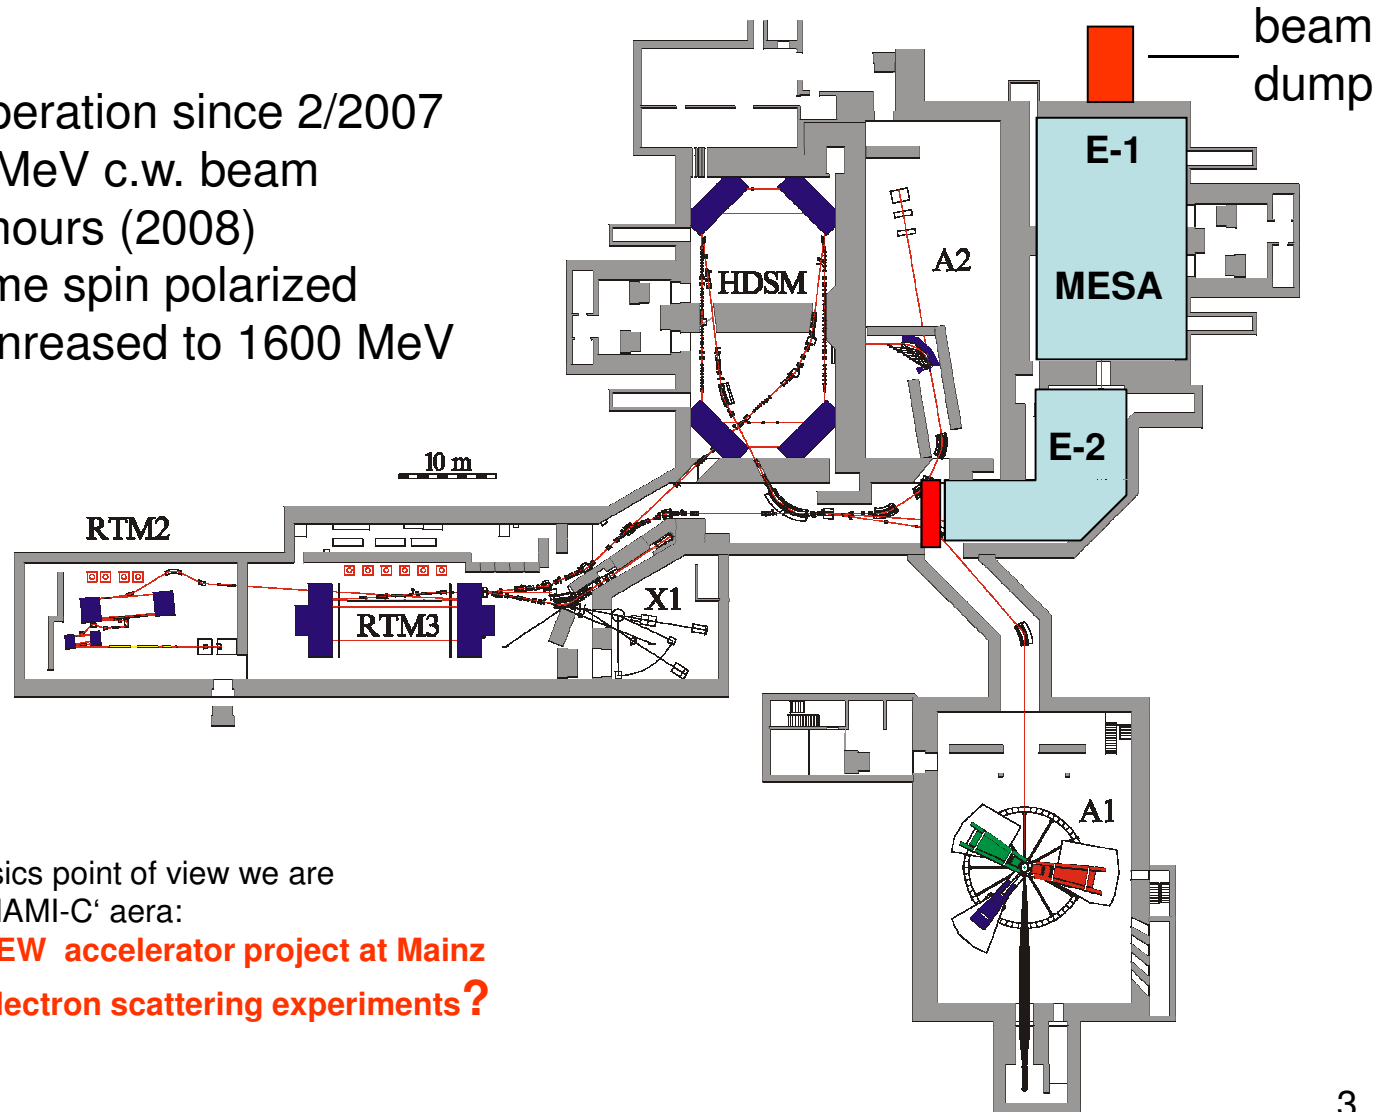 beam
dump
peration since 2/2007
MeV c.w. beam
hours (2008)
me spin polarized
nreased to 1600 MeV
E-1
MESA
A2
HDSM
E-2
10 m
RTM2
RTM3
X1
A1
sics point of view we are
IAMI-C‘ aera:
EW accelerator project at Mainz
lectron scattering experiments?
3